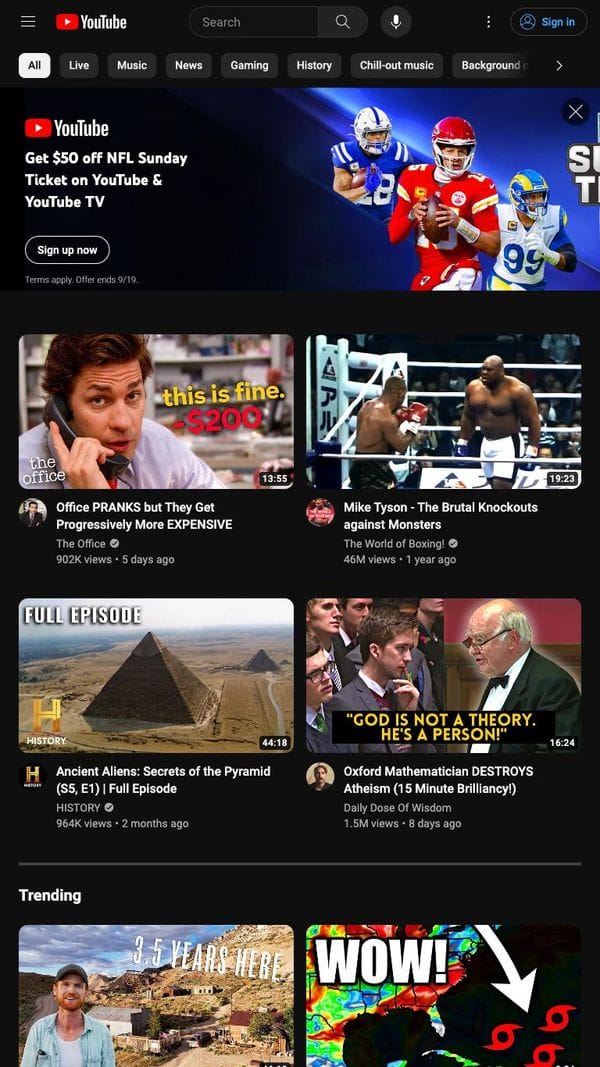 YouTube
Search
Sign in
All
Live
Music
News
Gaming
History
Chill-out music
Background
YouTube
Get $50 off NFL Sunday
Ticket on YouTube &
YouTube TV
Sign up now
Terms apply. Offer ends 9/19.
15
99
this is fine.
-$200
the
office
13:55
19:23
Office PRANKS but They Get
Progressively More EXPENSIVE
The Office
902K views • 5 days ago
Mike Tyson - The Brutal Knockouts
against Monsters
The World of Boxing!
46M views • 1 year ago
FULL EPISODE
H
HISTORY
44:18
"GOD IS NOT A THEORY.
HE'S A PERSON!"
16:24
H
HISTORY
Ancient Aliens: Secrets of the Pyramid
(S5, E1) | Full Episode
HISTORY
964K views • 2 months ago
Oxford Mathematician DESTROYS
Atheism (15 Minute Brilliancy!)
Daily Dose Of Wisdom
1.5M views • 8 days ago
Trending
3.5 YEARS HERE
WOW!